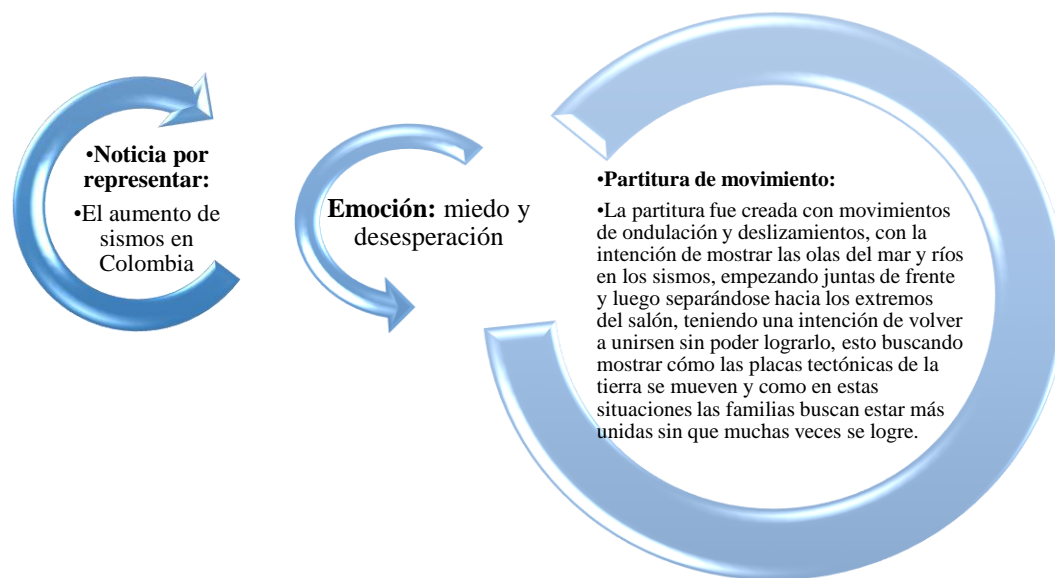 •Noticia por
representar:
•El aumento de
sismos en
Colombia
Emoción: miedo y
desesperación
•Partitura de movimiento:
•La partitura fue creada con movimientos
de ondulación y deslizamientos, con la
intención de mostrar las olas del mar y ríos
en los sismos, empezando juntas de frente
y luego separándose hacia los extremos
del salón, teniendo una intención de volver
a unirsen sin poder lograrlo, esto buscando
mostrar cómo las placas tectónicas de la
tierra se mueven y como en estas
situaciones las familias buscan estar más
unidas sin que muchas veces se logre.